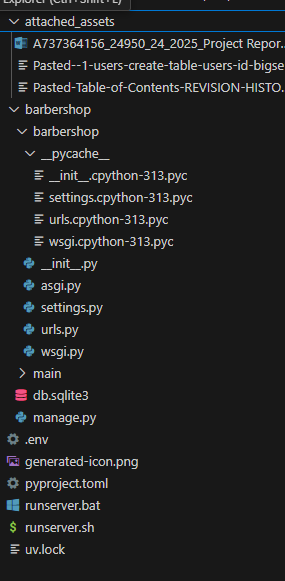 Explorer (Ctrl+Shift+E)
attached_assets
A737364156_24950_24_2025_Project Repor...
Pasted--1-users-create-table-users-id-bigse...
Pasted-Table-of-Contents-REVISION-HISTO...
barbershop
barbershop
__pycache__
__init__.cpython-313.pyc
settings.cpython-313.pyc
urls.cpython-313.pyc
wsgi.cpython-313.pyc
__init__.py
asgi.py
settings.py
urls.py
wsgi.py
main
db.sqlite3
manage.py
.env
generated-icon.png
pyproject.toml
runserver.bat
runserver.sh
uv.lock